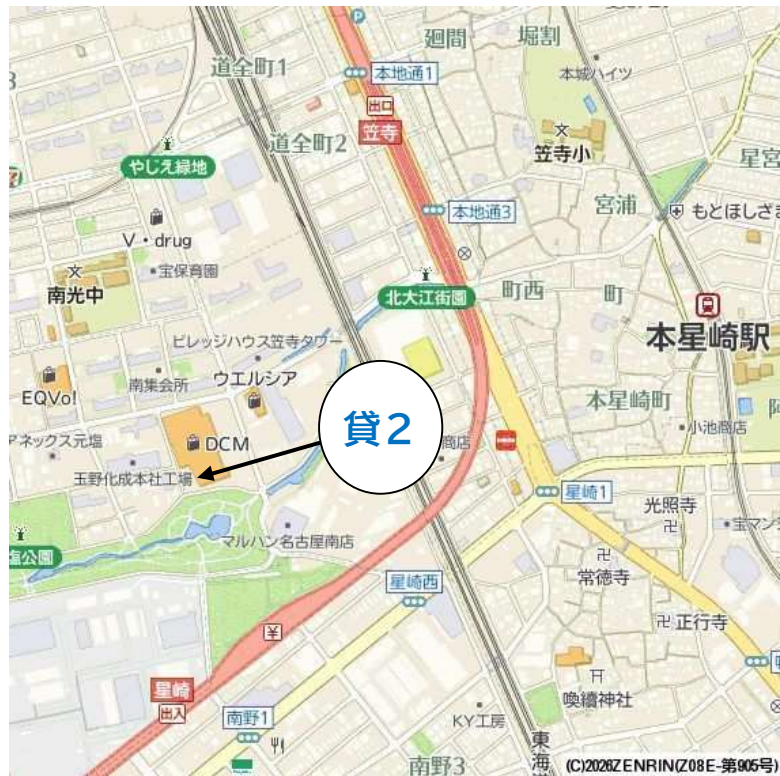 廻間
堀割
道全町1
本地通1
本城ハイツ
出口
笠寺
道全町2
笠寺小
星宮
やじえ緑地
宮浦
本地通3
もとほしざき
V・drug
宝保育園
南光中
北大江街園
町西
町
本星崎駅
ビレッジハウス笠寺タワー
南集会所
ウエルシア
EQVo!
本星崎町
貸2
小池商店
アネックス元塩
DCM
商店
玉野化成本社工場
星崎1
光照寺
マルハン名古屋南店
塩公園
宝マン
星崎西
常徳寺
正行寺
星崎
出入
喚續神社
南野1
KY工房
南野3
東海
(C)2026ZENRIN(Z08E-第905号)